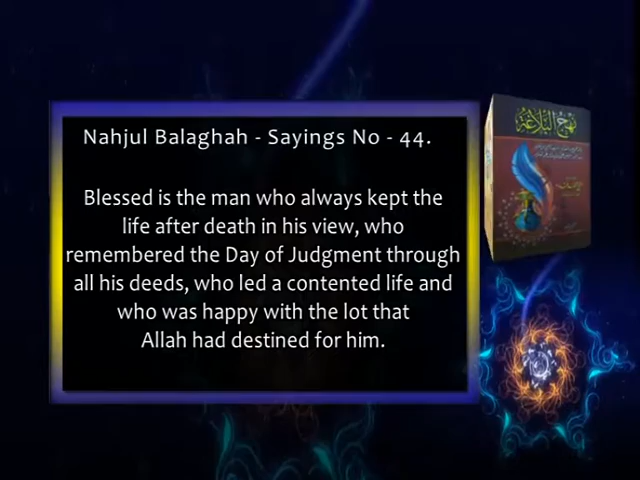 Nahjul Balaghah - Sayings No - 44.
Blessed is the man who always kept the
life after death in his view, who
remembered the Day of Judgment through
all his deeds, who led a contented life and
who was happy with the lot that
Allah had destined for him.
نهج البلاغة